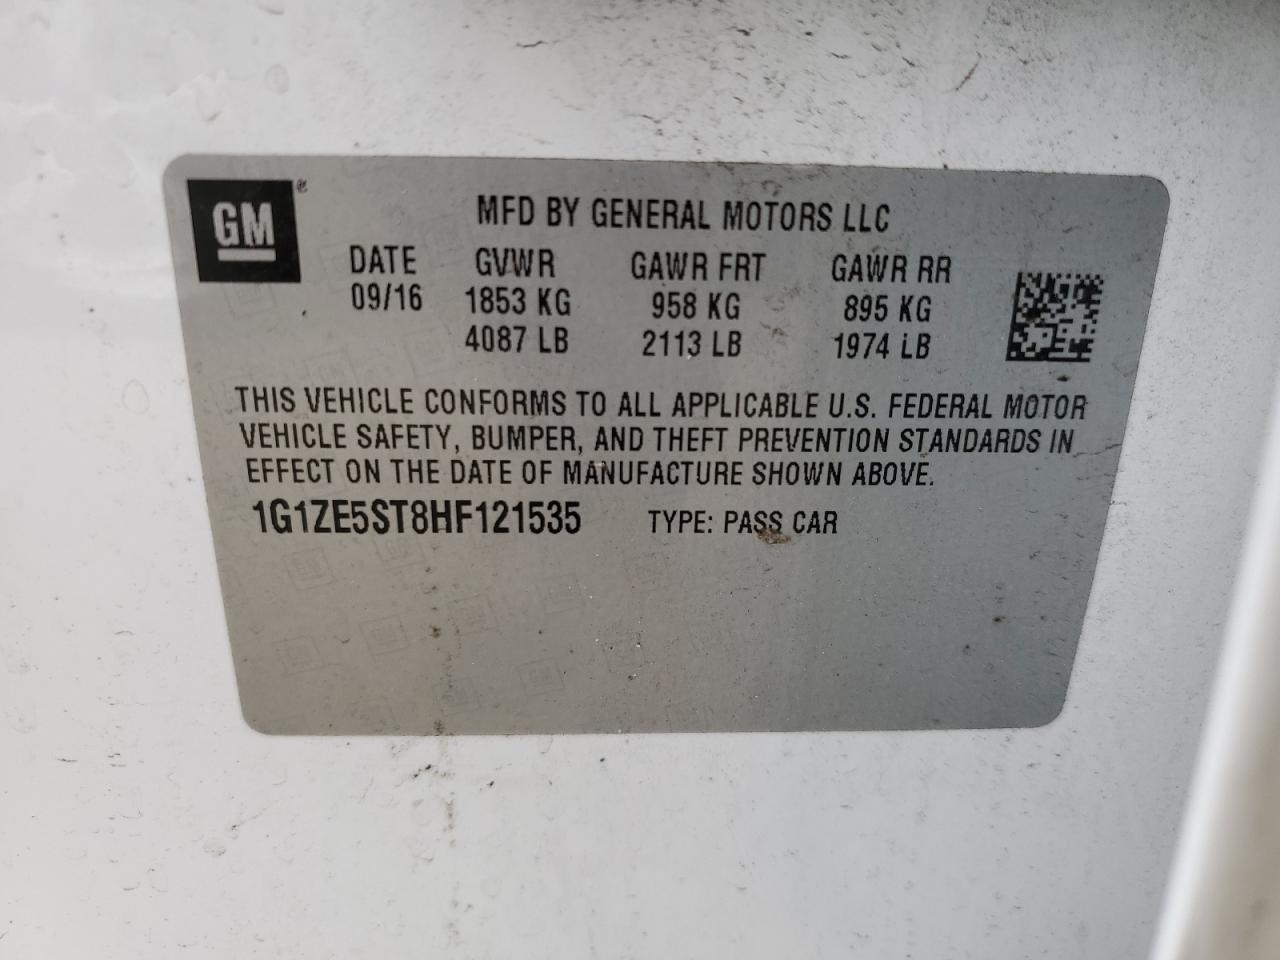 GM®
MFD BY GENERAL MOTORS LLC
DATE GVWR GAWR FRT GAWR RR
09/16 1853 KG 958 KG 895 KG
4087 LB 2113 LB 1974 LB
THIS VEHICLE CONFORMS TO ALL APPLICABLE U.S. FEDERAL MOTOR
VEHICLE SAFETY, BUMPER, AND THEFT PREVENTION STANDARDS IN
EFFECT ON THE DATE OF MANUFACTURE SHOWN ABOVE.
1G1ZE5ST8HF121535 TYPE: PASS CAR